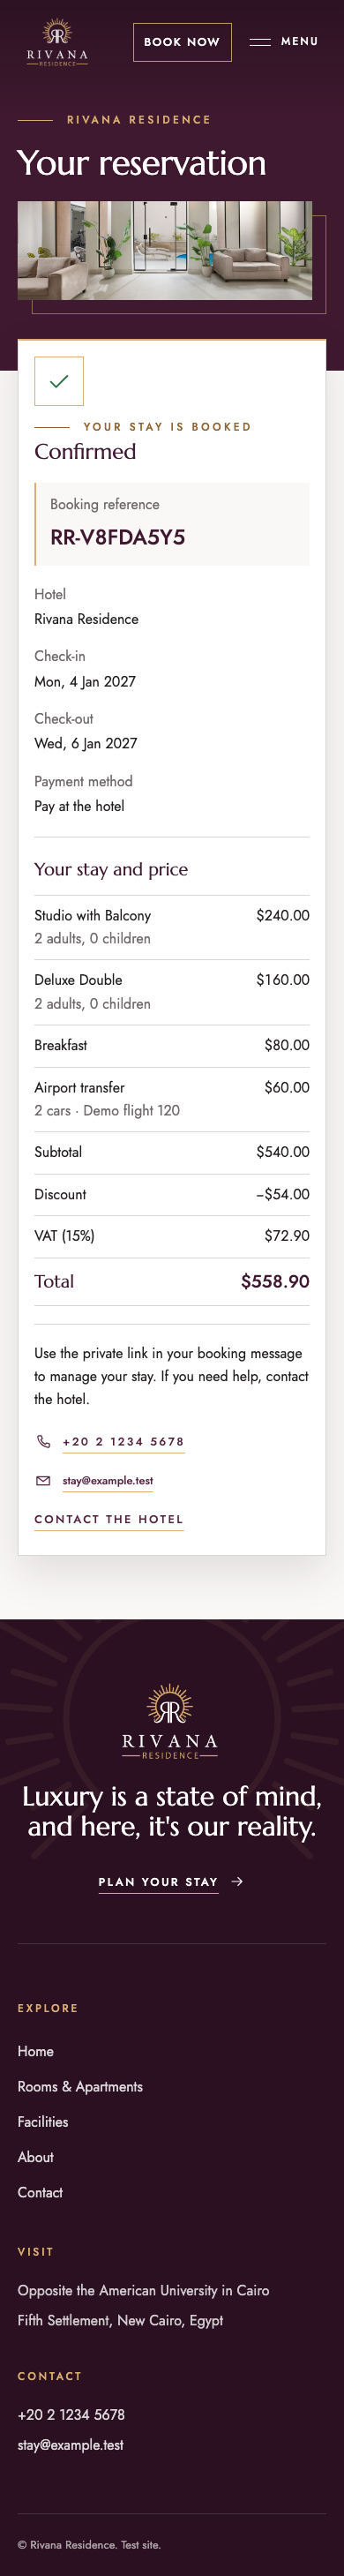 RIVANA
RESIDENCE
BOOK NOW
MENU
RIVANA RESIDENCE
Your reservation
YOUR STAY IS BOOKED
Confirmed
Booking reference
RR-V8FDA5Y5
Hotel
Rivana Residence
Check-in
Mon, 4 Jan 2027
Check-out
Wed, 6 Jan 2027
Payment method
Pay at the hotel
Your stay and price
Studio with Balcony $240.00
2 adults, 0 children
Deluxe Double $160.00
2 adults, 0 children
Breakfast $80.00
Airport transfer $60.00
2 cars · Demo flight 120
Subtotal $540.00
Discount −$54.00
VAT (15%) $72.90
Total $558.90
Use the private link in your booking message
to manage your stay. If you need help, contact
the hotel.
+20 2 1234 5678
stay@example.test
CONTACT THE HOTEL
RIVANA
RESIDENCE
Luxury is a state of mind,
and here, it's our reality.
PLAN YOUR STAY
EXPLORE
Home
Rooms & Apartments
Facilities
About
Contact
VISIT
Opposite the American University in Cairo
Fifth Settlement, New Cairo, Egypt
CONTACT
+20 2 1234 5678
stay@example.test
© Rivana Residence. Test site.